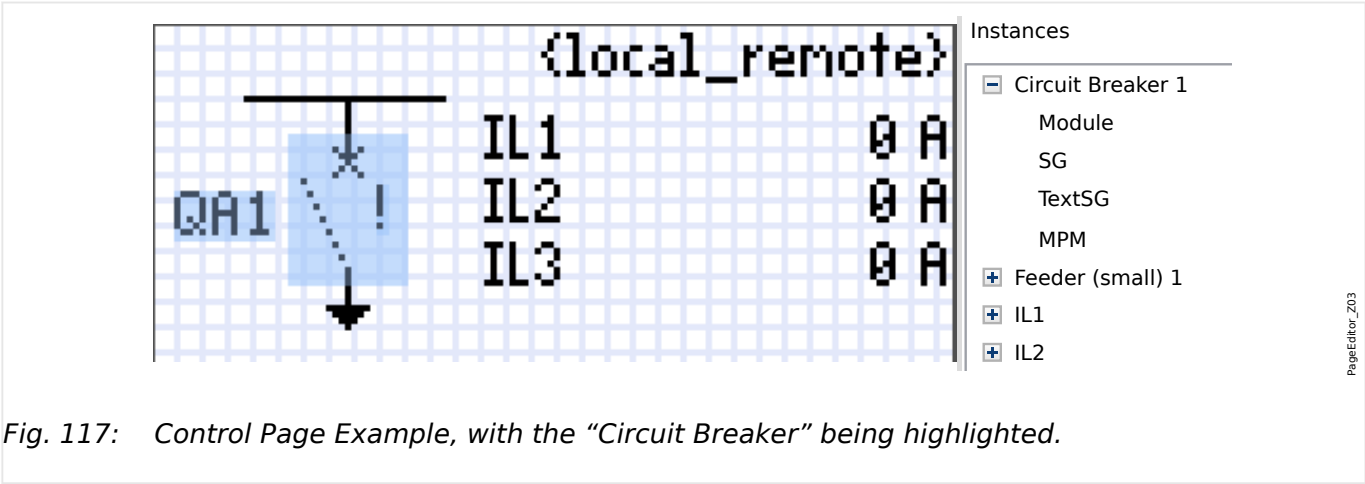 {local_remote}
QA1
IL1 0 A
IL2 0 A
IL3 0 A
!
Instances
Circuit Breaker 1
Module
SG
TextSG
MPM
Feeder (small) 1
IL1
IL2
PageEditor_Z03
Fig. 117: Control Page Example, with the “Circuit Breaker” being highlighted.